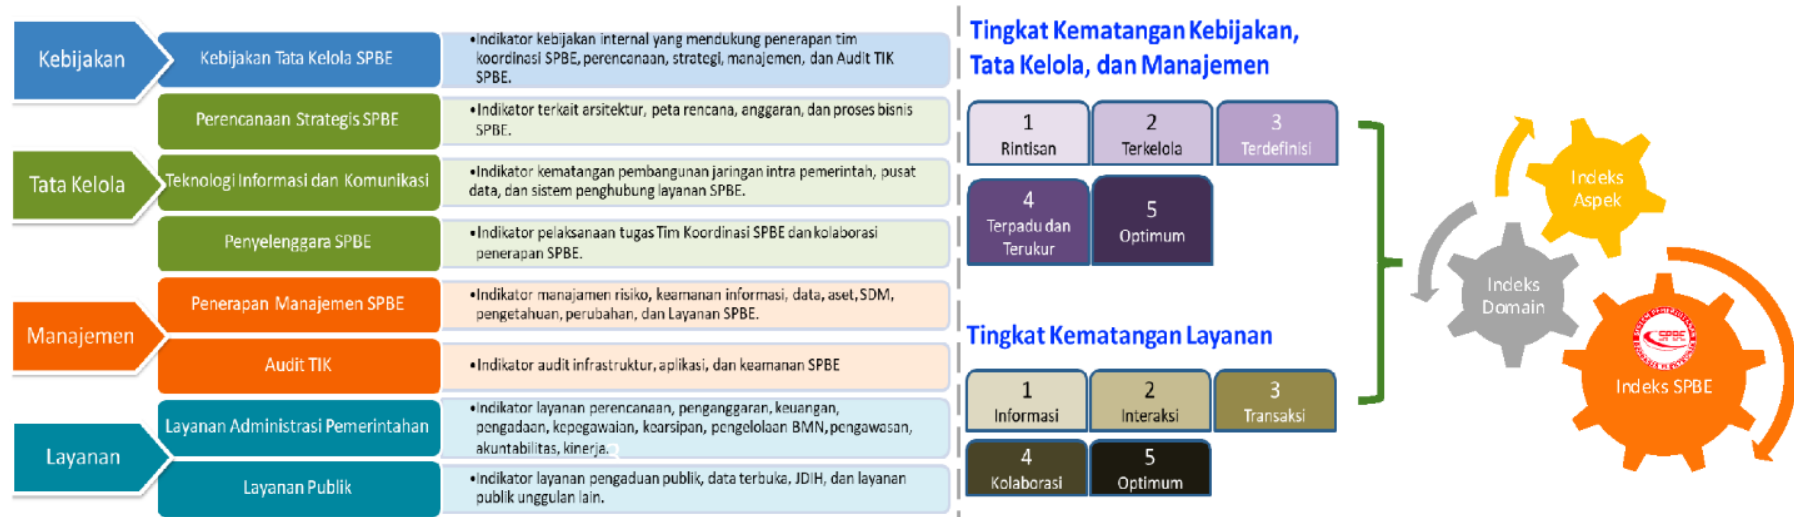 Kebijakan
Kebijakan Tata Kelola SPBE
•Indikator kebijakan internal yang mendukung penerapan tim
koordinasi SPBE, perencanaan, strategi, manajemen, dan Audit TIK
SPBE.
Tata Kelola
Perencanaan Strategis SPBE
•Indikator terkait arsitektur, peta rencana, anggaran, dan proses bisnis
SPBE.
Teknologi Informasi dan Komunikasi
•Indikator kematangan pembangunan jaringan intra pemerintah, pusat
data, dan sistem penghubung layanan SPBE.
Penyelenggara SPBE
•Indikator pelaksanaan tugas Tim Koordinasi SPBE dan kolaborasi
penerapan SPBE.
Manajemen
Penerapan Manajemen SPBE
•Indikator manajaman risiko, keamanan informasi, data, aset, SDM,
pengetahuan, perubahan, dan Layanan SPBE.
Audit TIK
•Indikator audit infrastruktur, aplikasi, dan keamanan SPBE
Layanan
Layanan Administrasi Pemerintahan
•Indikator layanan perencanaan, penganggaran, keuangan,
pengadaan, kepegawaian, kearsipan, pengelolaan BMN, pengawasan,
akuntabilitas, kinerja.
Layanan Publik
•Indikator layanan pengaduan publik, data terbuka, JDIH, dan layanan
publik unggulan lain.
Tingkat Kematangan Kebijakan,
Tata Kelola, dan Manajemen
1
Rintisan
2
Terkelola
3
Terdefinisi
4
Terpadu dan
Terukur
5
Optimum
Tingkat Kematangan Layanan
1
Informasi
2
Interaksi
3
Transaksi
4
Kolaborasi
5
Optimum
Indeks
Aspek
Indeks
Domain
Indeks SPBE